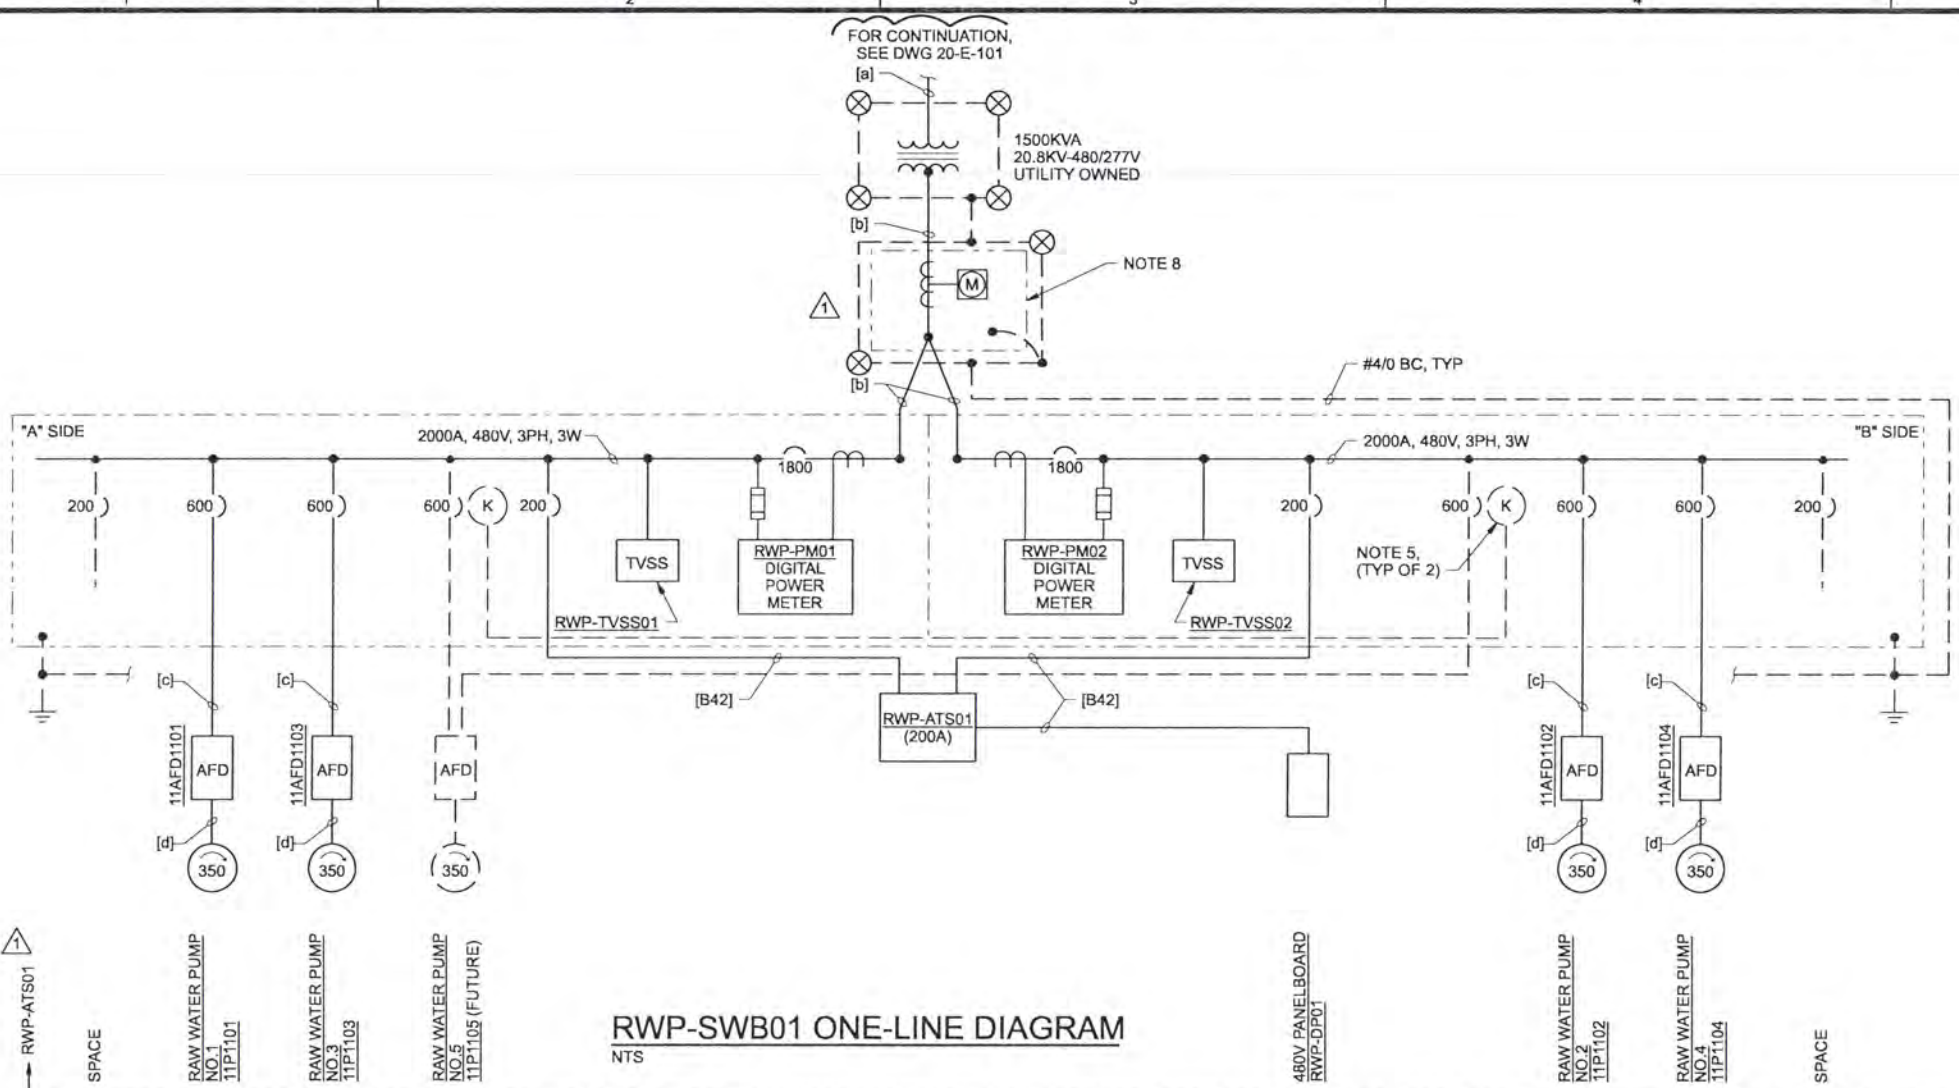 2
3
4
FOR CONTINUATION,
SEE DWG 20-E-101
[a]
1500KVA
20.8KV-480/277V
UTILITY OWNED
[b]
NOTE 8
M
1
[b]
#4/0 BC, TYP
"A" SIDE
2000A, 480V, 3PH, 3W
2000A, 480V, 3PH, 3W
"B" SIDE
1800
1800
200
600
600
600
K
200
200
600
K
600
600
200
TVSS
RWP-PM01
DIGITAL
POWER
METER
RWP-PM02
DIGITAL
POWER
METER
TVSS
NOTE 5,
(TYP OF 2)
RWP-TVSS01
RWP-TVSS02
[c]
[c]
[B42]
[B42]
[c]
[c]
RWP-ATS01
(200A)
11AFD1101
AFD
11AFD1103
AFD
AFD
11AFD1102
AFD
11AFD1104
AFD
[d]
[d]
[d]
[d]
350
350
350
350
350
1
RWP-ATS01
SPACE
RAW WATER PUMP
NO.1
11P1101
RAW WATER PUMP
NO.3
11P1103
RAW WATER PUMP
NO.5
11P1105 (FUTURE)
RWP-SWB01 ONE-LINE DIAGRAM
NTS
480V PANELBOARD
RWP-DP01
RAW WATER PUMP
NO.2
11P1102
RAW WATER PUMP
NO.4
11P1104
SPACE